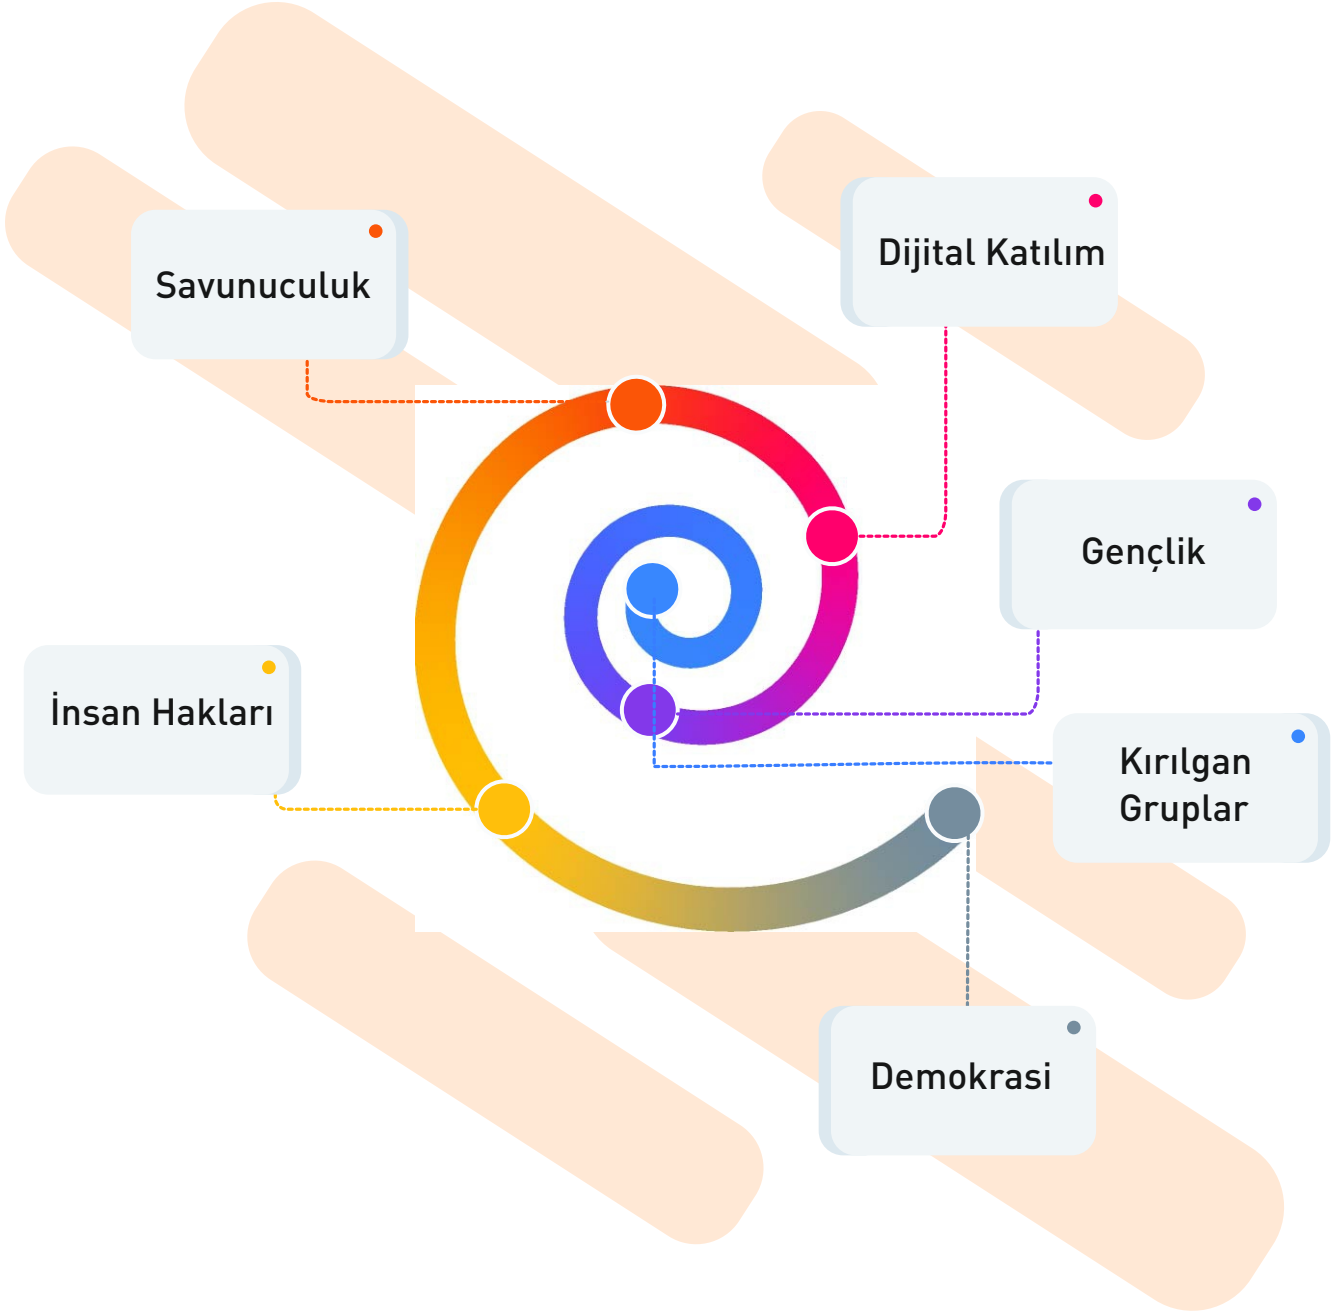 Dijital Katılım
Savunuculuk
Gençlik
İnsan Hakları
Kırılgan
Gruplar
Demokrasi